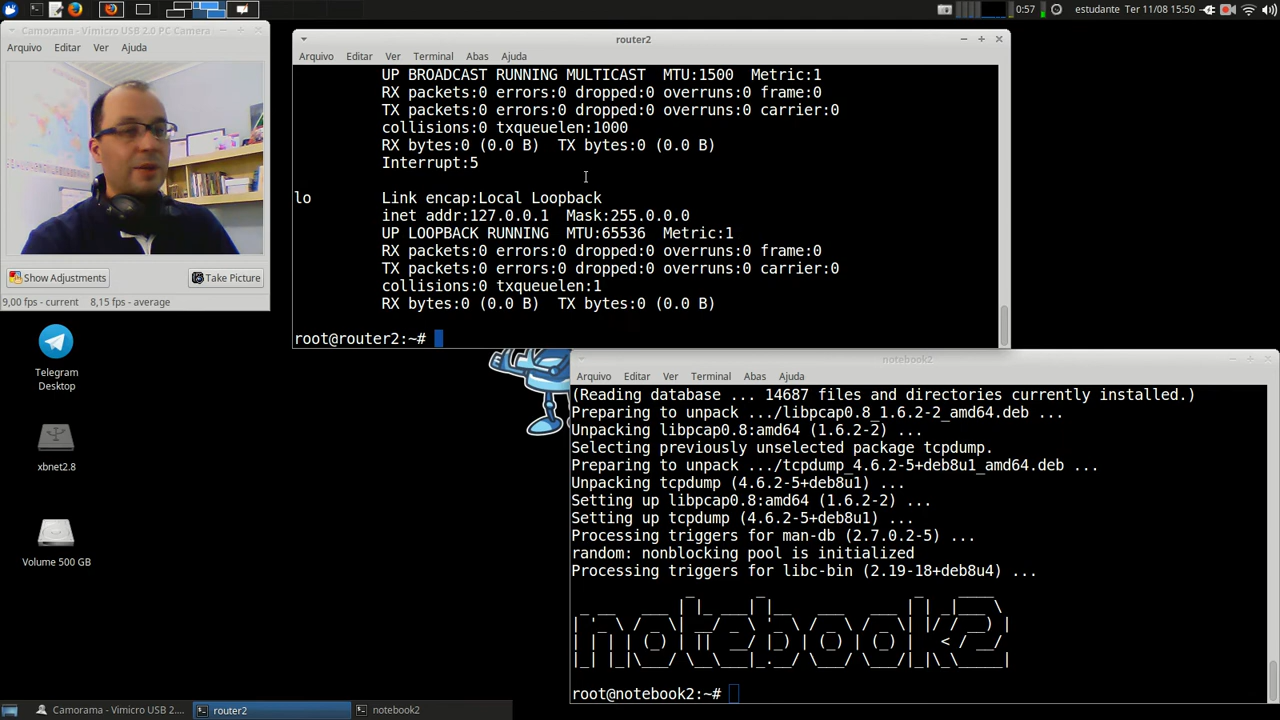 0:57 estudante Ter 11/08 15:50
Camorama - Vimicro USB 2.0 PC Camera
Arquivo Editar Ver Ajuda
Show Adjustments Take Picture
9,00 fps - current 8,15 fps - average
Telegram
Desktop
xbnet2.8
Volume 500 GB
router2
Arquivo Editar Ver Terminal Abas Ajuda
UP BROADCAST RUNNING MULTICAST MTU:1500 Metric:1
RX packets:0 errors:0 dropped:0 overruns:0 frame:0
TX packets:0 errors:0 dropped:0 overruns:0 carrier:0
collisions:0 txqueuelen:1000
RX bytes:0 (0.0 B) TX bytes:0 (0.0 B)
Interrupt:5
lo Link encap:Local Loopback
inet addr:127.0.0.1 Mask:255.0.0.0
UP LOOPBACK RUNNING MTU:65536 Metric:1
RX packets:0 errors:0 dropped:0 overruns:0 frame:0
TX packets:0 errors:0 dropped:0 overruns:0 carrier:0
collisions:0 txqueuelen:1
RX bytes:0 (0.0 B) TX bytes:0 (0.0 B)
root@router2:~#
notebook2
Arquivo Editar Ver Terminal Abas Ajuda
(Reading database ... 14687 files and directories currently installed.)
Preparing to unpack .../libpcap0.8_1.6.2-2_amd64.deb ...
Unpacking libpcap0.8:amd64 (1.6.2-2) ...
Selecting previously unselected package tcpdump.
Preparing to unpack .../tcpdump_4.6.2-5+deb8u1_amd64.deb ...
Unpacking tcpdump (4.6.2-5+deb8u1) ...
Setting up libpcap0.8:amd64 (1.6.2-2) ...
Setting up tcpdump (4.6.2-5+deb8u1) ...
Processing triggers for man-db (2.7.0.2-5) ...
random: nonblocking pool is initialized
Processing triggers for libc-bin (2.19-18+deb8u4) ...
notebook2
root@notebook2:~#
Camorama - Vimicro USB 2.... router2 notebook2